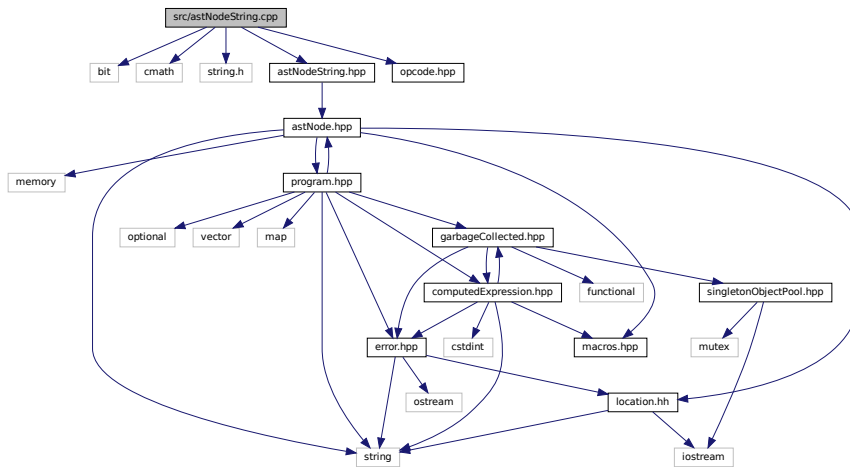 src/astNodeString.cpp
bit
cmath
string.h
astNodeString.hpp
opcode.hpp
astNode.hpp
memory
program.hpp
optional
vector
map
garbageCollected.hpp
computedExpression.hpp
functional
singletonObjectPool.hpp
error.hpp
cstdint
macros.hpp
mutex
ostream
location.hh
string
iostream